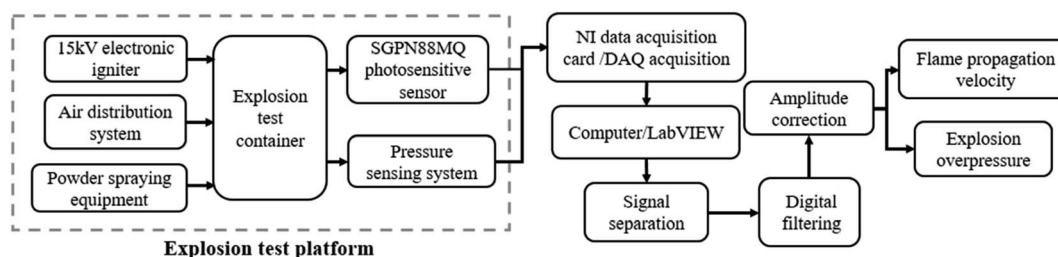 15kV electronic
igniter
Air distribution
system
Powder spraying
equipment
Explosion
test
container
SGPN88MQ
photosensitive
sensor
Pressure
sensing system
Explosion test platform
NI data acquisition
card /DAQ acquisition
Computer/LabVIEW
Signal
separation
Digital
filtering
Amplitude
correction
Flame propagation
velocity
Explosion
overpressure